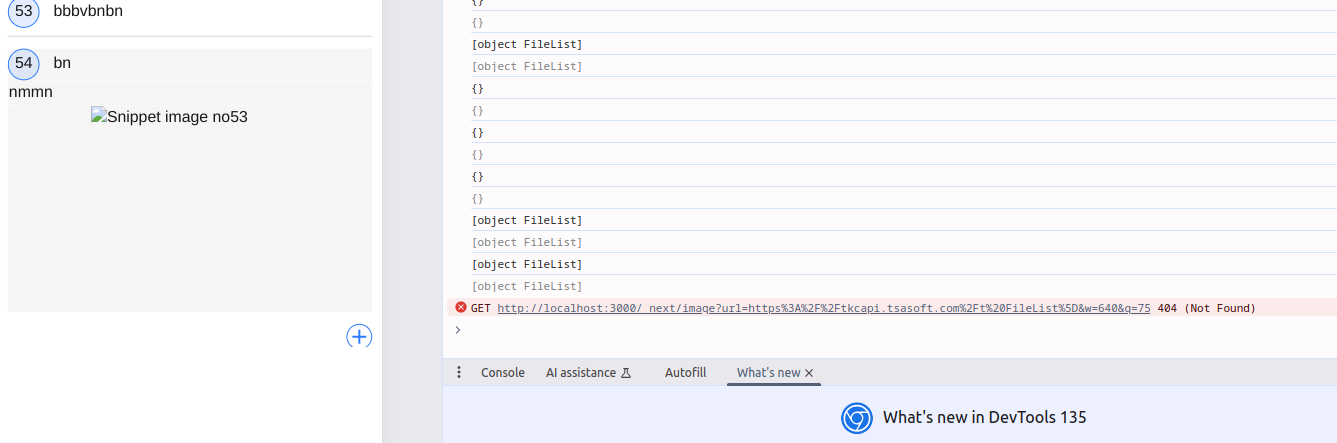 53 bbbvbnbn
54 bn
nmmn
Snippet image no53
{}
{}
[object FileList]
[object FileList]
{}
{}
{}
{}
{}
{}
[object FileList]
[object FileList]
[object FileList]
[object FileList]
GET http://localhost:3000/_next/image?url=https%3A%2F%2Ftkcapi.tsasoft.com%2Ft%20FileList%5D&w=640&q=75 404 (Not Found)
>
Console AI assistance Autofill What's new ×
What's new in DevTools 135